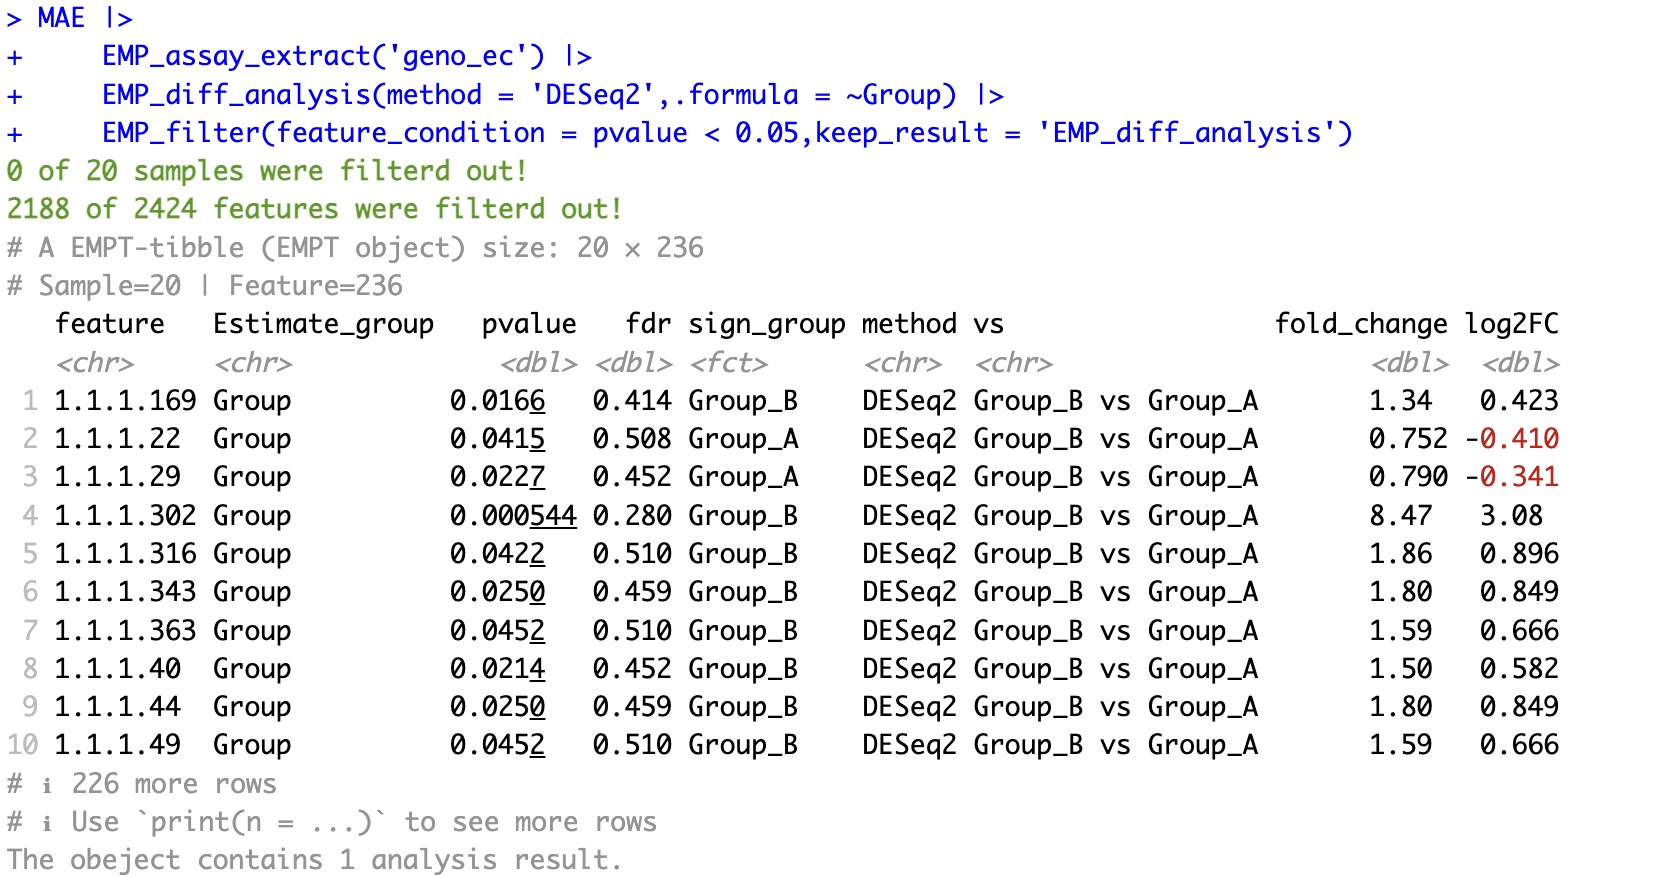 > MAE |>
+     EMP_assay_extract('geno_ec') |>
+     EMP_diff_analysis(method = 'DESeq2',.formula = ~Group) |>
+     EMP_filter(feature_condition = pvalue < 0.05,keep_result = 'EMP_diff_analysis')
0 of 20 samples were filterd out!
2188 of 2424 features were filterd out!
# A EMPT-tibble (EMPT object) size: 20 × 236
# Sample=20 | Feature=236
   feature   Estimate_group   pvalue   fdr sign_group method vs                 fold_change log2FC
   <chr>     <chr>             <dbl> <dbl> <fct>      <chr>  <chr>                    <dbl>  <dbl>
 1 1.1.1.169 Group          0.0166   0.414 Group_B    DESeq2 Group_B vs Group_A       1.34   0.423
 2 1.1.1.22  Group          0.0415   0.508 Group_A    DESeq2 Group_B vs Group_A       0.752 -0.410
 3 1.1.1.29  Group          0.0227   0.452 Group_A    DESeq2 Group_B vs Group_A       0.790 -0.341
 4 1.1.1.302 Group          0.000544 0.280 Group_B    DESeq2 Group_B vs Group_A       8.47   3.08
 5 1.1.1.316 Group          0.0422   0.510 Group_B    DESeq2 Group_B vs Group_A       1.86   0.896
 6 1.1.1.343 Group          0.0250   0.459 Group_B    DESeq2 Group_B vs Group_A       1.80   0.849
 7 1.1.1.363 Group          0.0452   0.510 Group_B    DESeq2 Group_B vs Group_A       1.59   0.666
 8 1.1.1.40  Group          0.0214   0.452 Group_B    DESeq2 Group_B vs Group_A       1.50   0.582
 9 1.1.1.44  Group          0.0250   0.459 Group_B    DESeq2 Group_B vs Group_A       1.80   0.849
10 1.1.1.49  Group          0.0452   0.510 Group_B    DESeq2 Group_B vs Group_A       1.59   0.666
# ℹ 226 more rows
# ℹ Use `print(n = ...)` to see more rows
The obeject contains 1 analysis result.